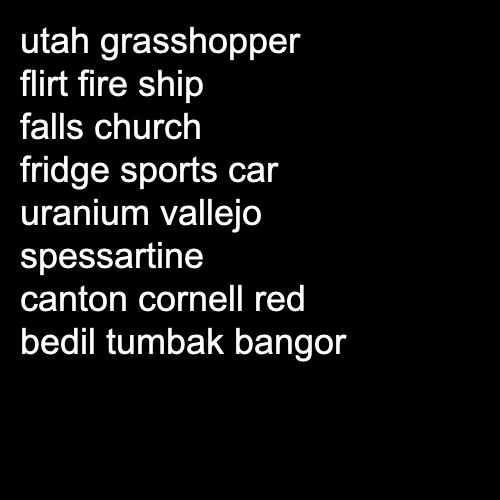 utah grasshopper
flirt fire ship
falls church
fridge sports car
uranium vallejo
spessartine
canton cornell red
bedil tumbak bangor